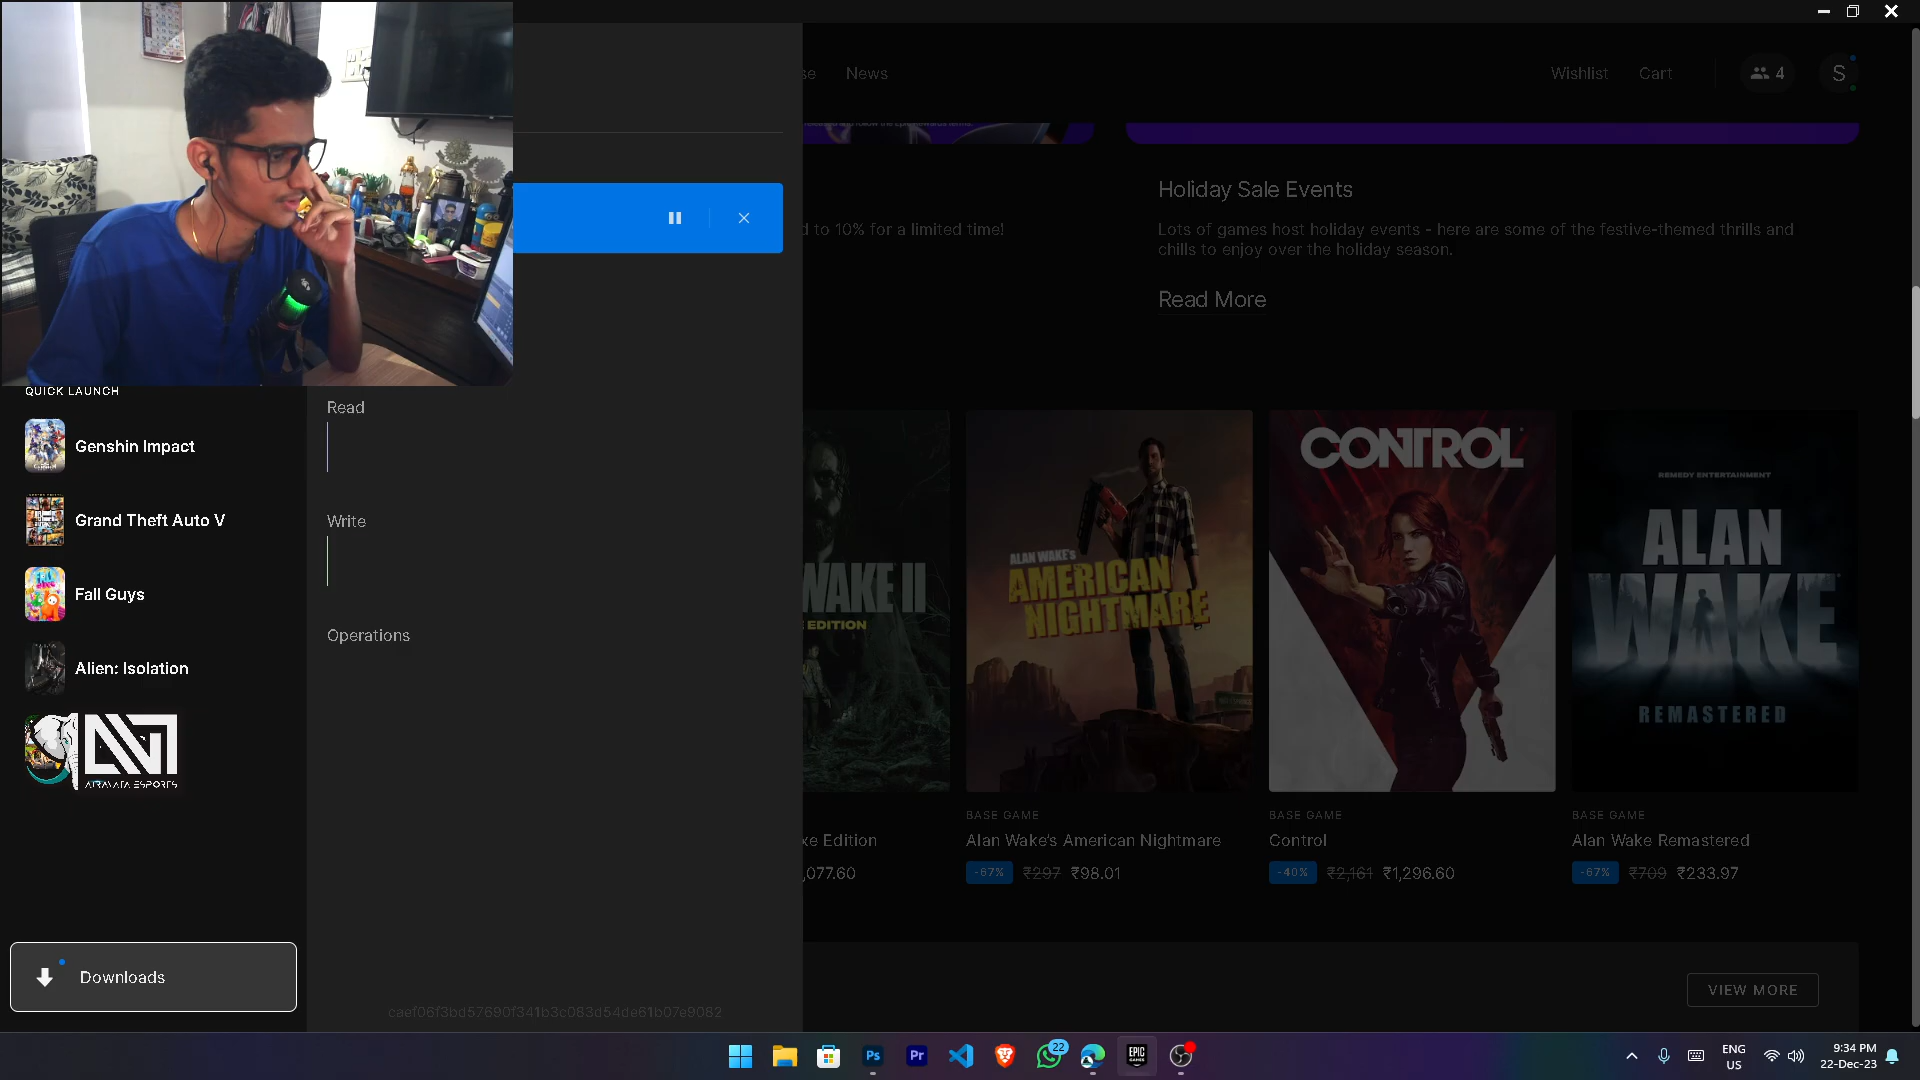 se
News
Wishlist
Cart
4
S
Holiday Sale Events
d to 10% for a limited time!
Lots of games host holiday events - here are some of the festive-themed thrills and
chills to enjoy over the holiday season.
Read More
QUICK LAUNCH
Genshin Impact
Grand Theft Auto V
Fall Guys
Alien: Isolation
AIRAVATA ESPORTS
Downloads
Read
Write
Operations
caef06f3bd57690f341b3c083d54de61b07e9082
WAKE II
EDITION
ALAN WAKE'S
AMERICAN
NIGHTMARE
CONTROL
REMEDY ENTERTAINMENT
ALAN
WAKE
REMASTERED
BASE GAME
BASE GAME
BASE GAME
xe Edition
Alan Wake's American Nightmare
Control
Alan Wake Remastered
,077.60
-67% ₹297 ₹98.01
-40% ₹2,161 ₹1,296.60
-67% ₹709 ₹233.97
VIEW MORE
Ps
Pr
22
EPIC
GAMES
ENG
US
9:34 PM
22-Dec-23